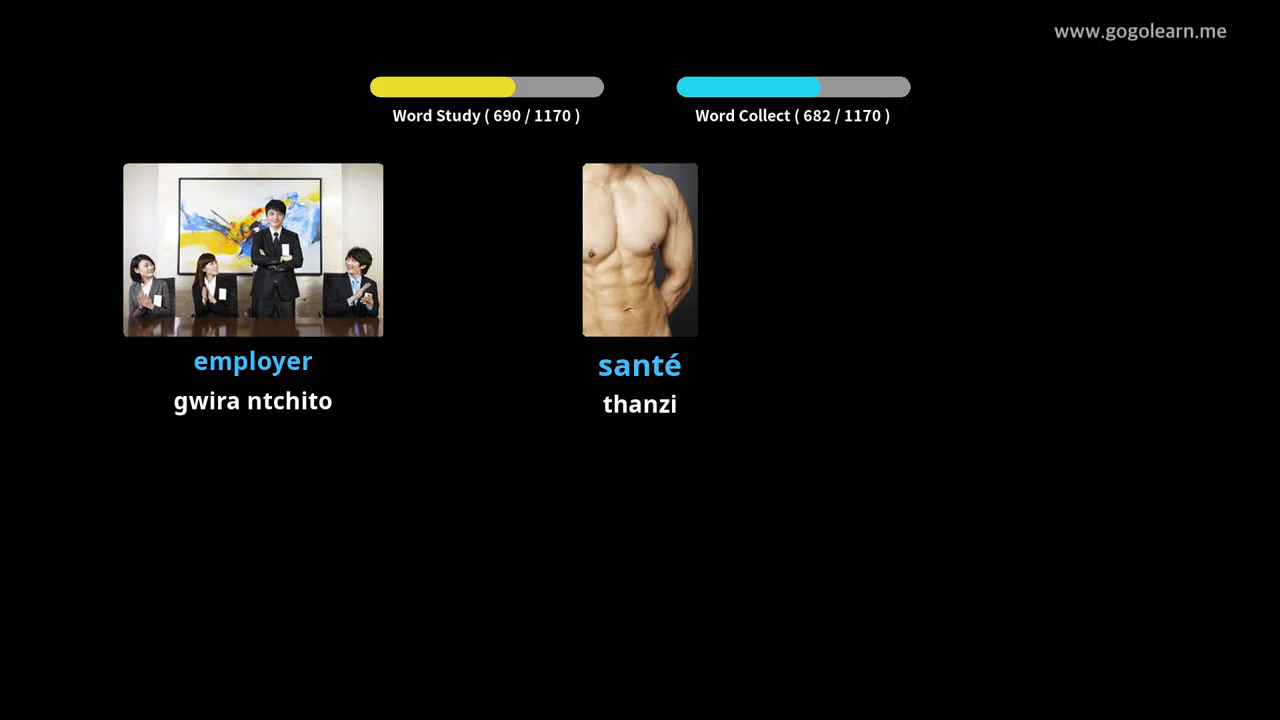 www.gogolearn.me
Word Study ( 690 / 1170 )
Word Collect ( 682 / 1170 )
employer
gwira ntchito
santé
thanzi